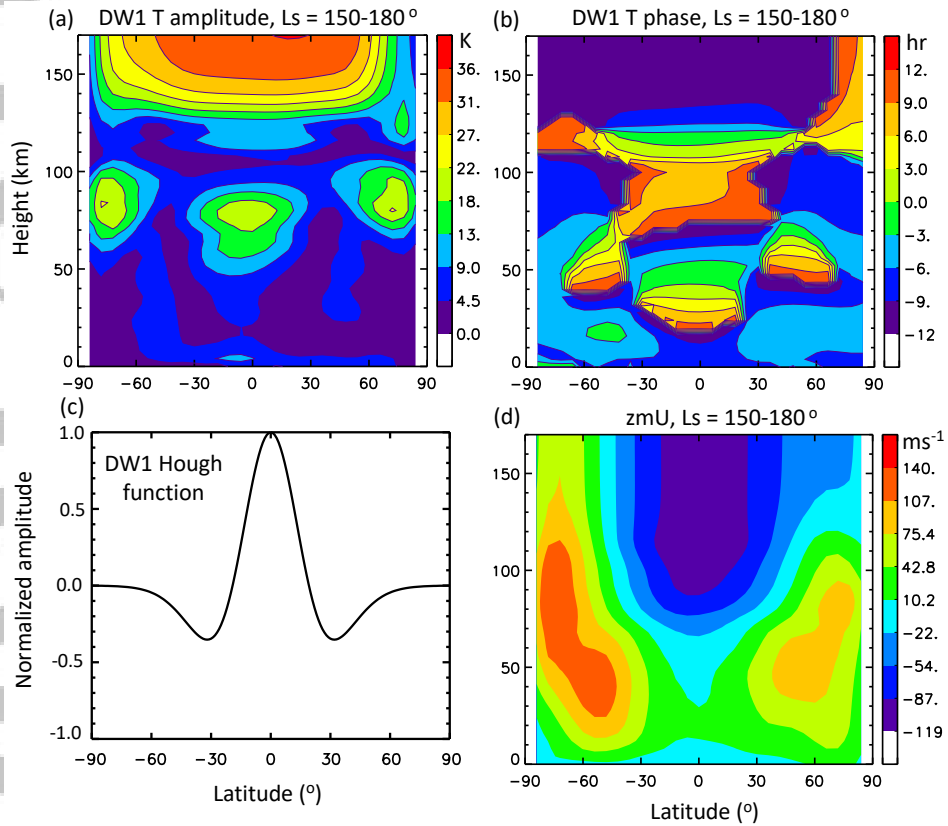 (a) DW1 T amplitude, Ls = 150-180 o
(b) DW1 T phase, Ls = 150-180 o
K
36.
31.
27.
22.
18.
13.
9.0
4.5
0.0
hr
12.
9.0
6.0
3.0
0.0
-3.
-6.
-9.
-12
Height (km)
150
100
50
0
-90 -60 -30 0 30 60 90
150
100
50
0
-90 -60 -30 0 30 60 90
(c)
DW1 Hough
function
Normalized amplitude
1.0
0.5
0.0
-0.5
-1.0
-90 -60 -30 0 30 60 90
Latitude (o)
(d) zmU, Ls = 150-180 o
ms-1
140.
107.
75.4
42.8
10.2
-22.
-54.
-87.
-119
150
100
50
0
-90 -60 -30 0 30 60 90
Latitude (o)